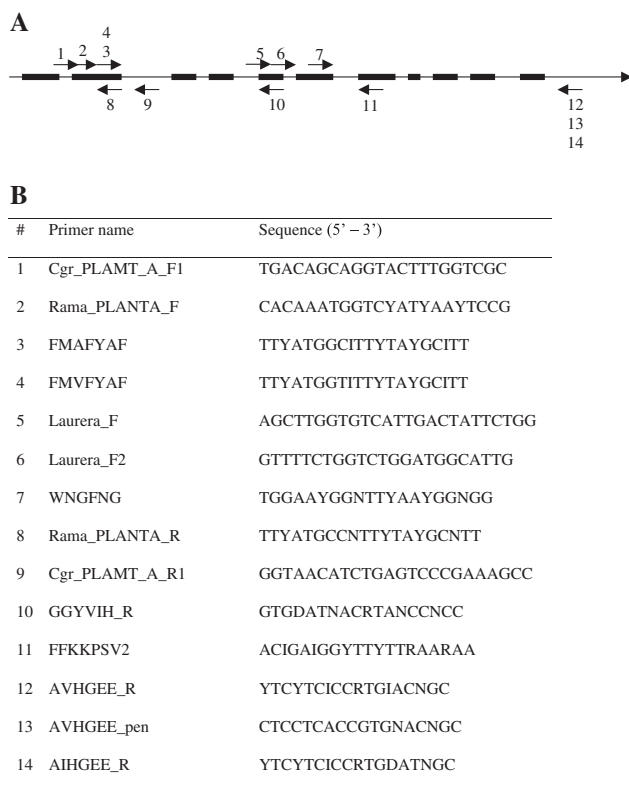 A
4
1 2 3 5 6 7
8 9 10 11 12
13
14
B
# Primer name Sequence (5’ – 3’)
1 Cgr_PLAMT_A_F1 TGACAGCAGGTACTTTGGTCGC
2 Rama_PLANTA_F CACAAATGGTCYATYAAYTCCG
3 FMAFYAF TTYATGGCITTYTAYGCITT
4 FMVFYAF TTYATGGTITTYTAYGCITT
5 Laurera_F AGCTTGGTGTCATTGACTATTCTGG
6 Laurera_F2 GTTTTCTGGTCTGGATGGCATTG
7 WNGFNG TGGAAYGGNTTYAAYGGNGG
8 Rama_PLANTA_R TTYATGCCNTTYTAYGCNTT
9 Cgr_PLAMT_A_R1 GGTAACATCTGAGTCCCGAAAGCC
10 GGYVIH_R GTGDATNACRTANCCNCC
11 FFKKPSV2 ACIGAIGGYTTYTTRAARAA
12 AVHGEE_R YTCYTCICCRTGIACNGC
13 AVHGEE_pen CTCCTCACCGTGNACNGC
14 AIHGEE_R YTCYTCICCRTGDATNGC